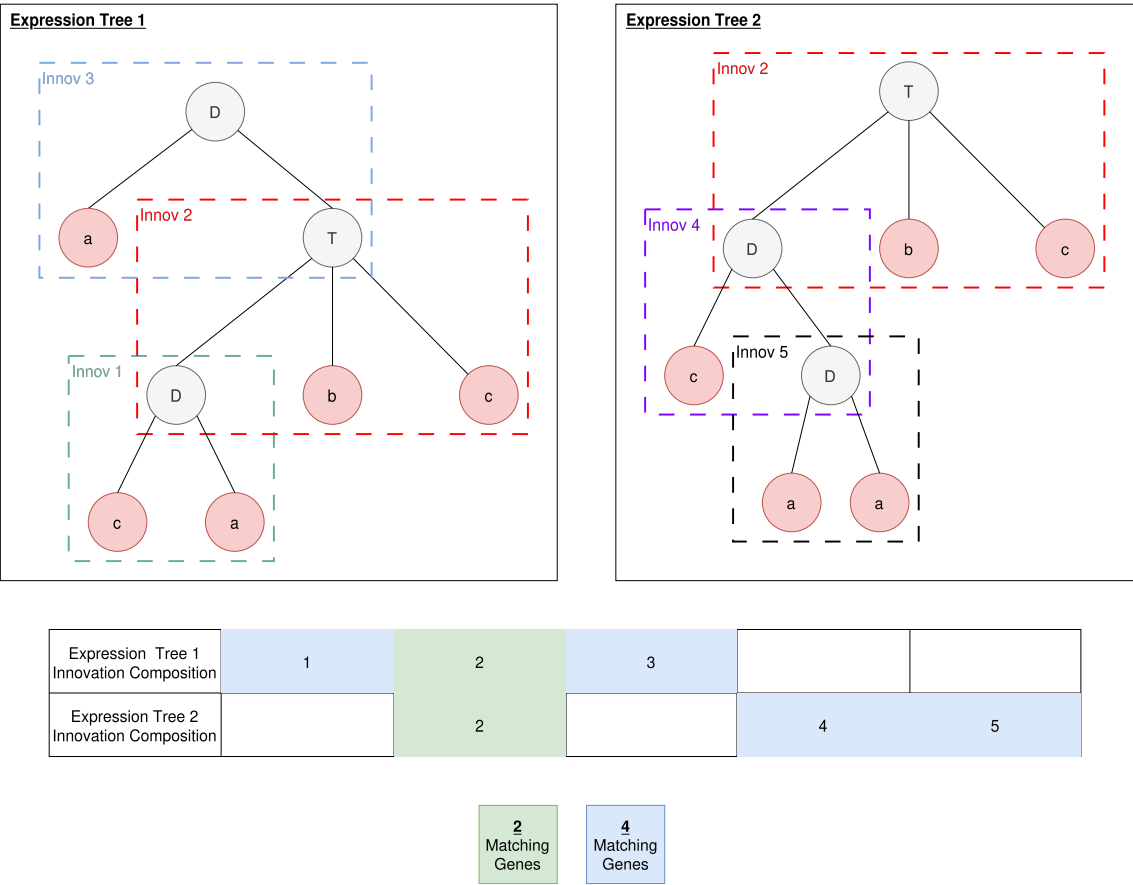 Expression Tree 1
Innov 3
D
a
Innov 2
T
Innov 1
D
b
c
c
a
Expression Tree 2
Innov 2
T
Innov 4
D
b
c
Innov 5
c
D
a
a
Expression  Tree 1
Innovation Composition
1
2
3
Expression Tree 2
Innovation Composition
2
4
5
2
Matching
Genes
4
Matching
Genes